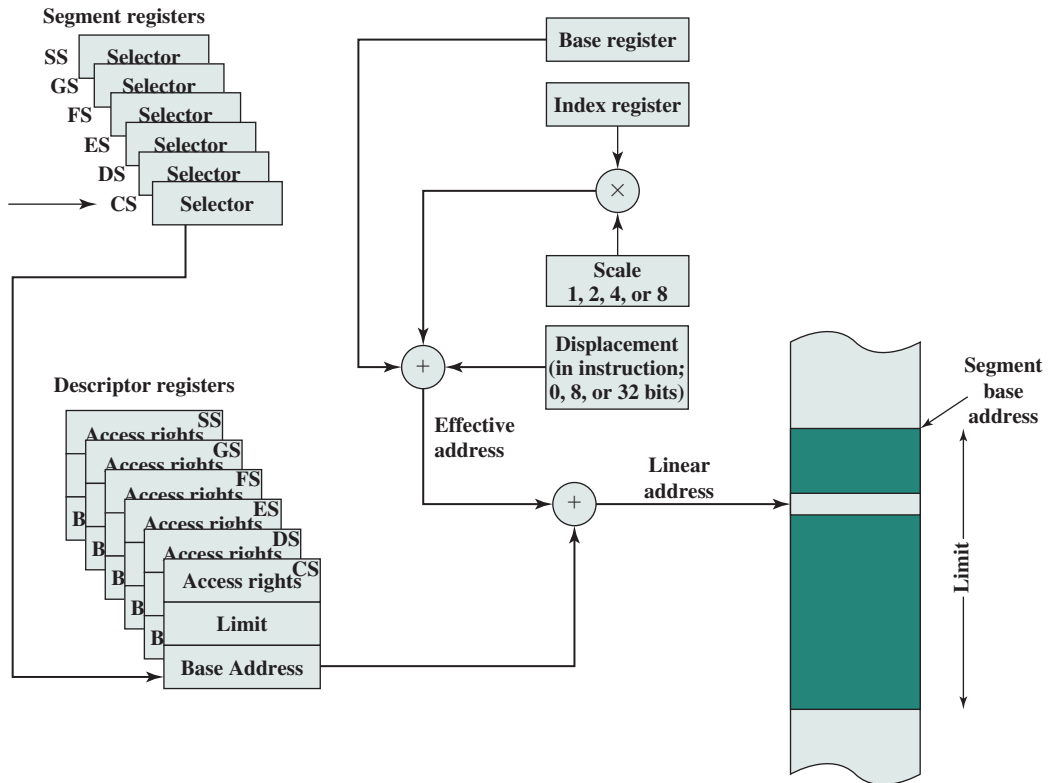 Segment registers
SS
Selector
GS
Selector
FS
Selector
ES
Selector
DS
Selector
CS
Selector
Base register
Index register
×
Scale
1, 2, 4, or 8
Displacement
(in instruction;
0, 8, or 32 bits)
+
Effective
address
Descriptor registers
SS
Access rights
B
GS
Access rights
B
FS
Access rights
B
ES
Access rights
B
DS
Access rights
B
CS
Access rights
Limit
Base Address
+
Linear
address
Segment
base
address
Limit